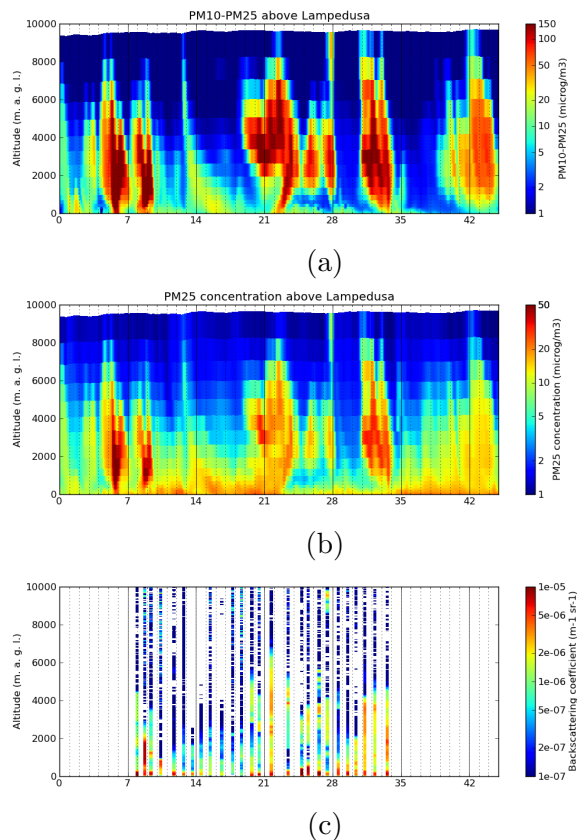 PM10-PM25 above Lampedusa
10000
8000
6000
4000
2000
0
Altitude (m. a. g. l.)
0 7 14 21 28 35 42
150
100
50
20
10
5
2
1
PM10-PM25 (microg/m3)
(a)
PM25 concentration above Lampedusa
10000
8000
6000
4000
2000
0
Altitude (m. a. g. l.)
0 7 14 21 28 35 42
50
20
10
5
2
1
PM25 concentration (microg/m3)
(b)
10000
8000
6000
4000
2000
0
Altitude (m. a. g. l.)
0 7 14 21 28 35 42
1e-05
5e-06
2e-06
1e-06
5e-07
2e-07
1e-07
Backscattering coefficient (m-1 sr-1)
(c)